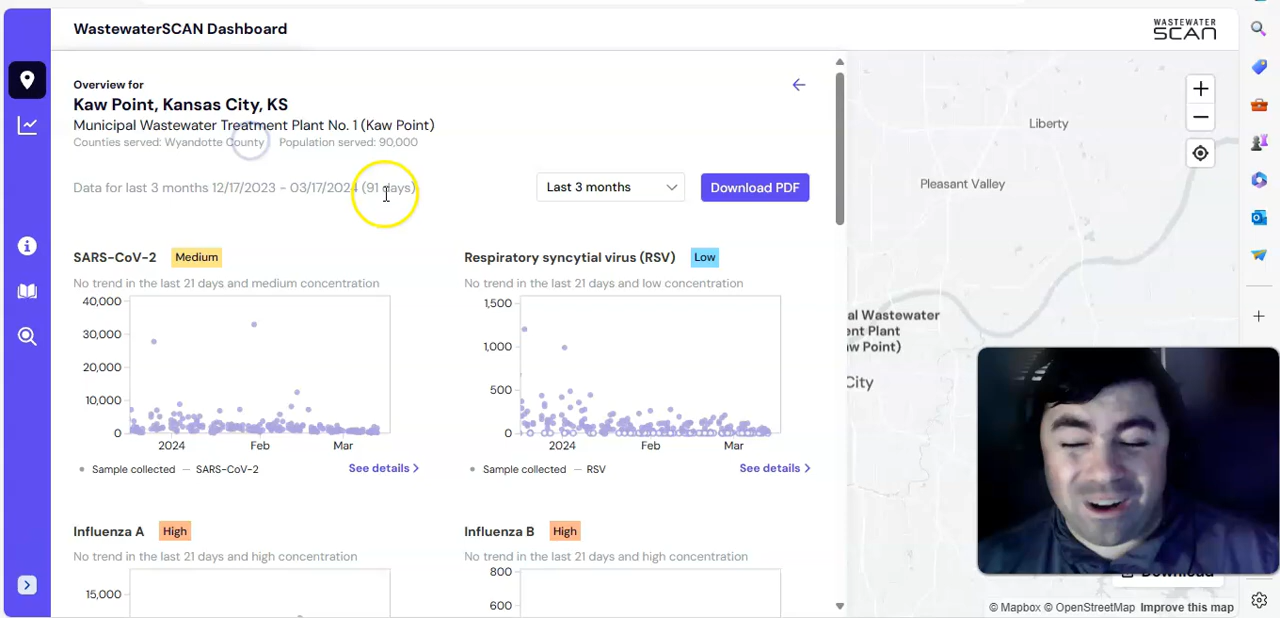 WastewaterSCAN Dashboard
WASTEWATER
SCAN
Overview for
Kaw Point, Kansas City, KS
Municipal Wastewater Treatment Plant No. 1 (Kaw Point)
Counties served: Wyandotte County Population served: 90,000
Data for last 3 months 12/17/2023 - 03/17/2024 (91 days)
Last 3 months
Download PDF
SARS-CoV-2 Medium
No trend in the last 21 days and medium concentration
40,000
30,000
20,000
10,000
0
2024 Feb Mar
Sample collected SARS-CoV-2
See details
Respiratory syncytial virus (RSV) Low
No trend in the last 21 days and low concentration
1,500
1,000
500
0
2024 Feb Mar
Sample collected RSV
See details
Influenza A High
No trend in the last 21 days and high concentration
15,000
Influenza B High
No trend in the last 21 days and high concentration
800
600
Liberty
Pleasant Valley
al Wastewater
ent Plant
aw Point)
City
Download
© Mapbox © OpenStreetMap Improve this map